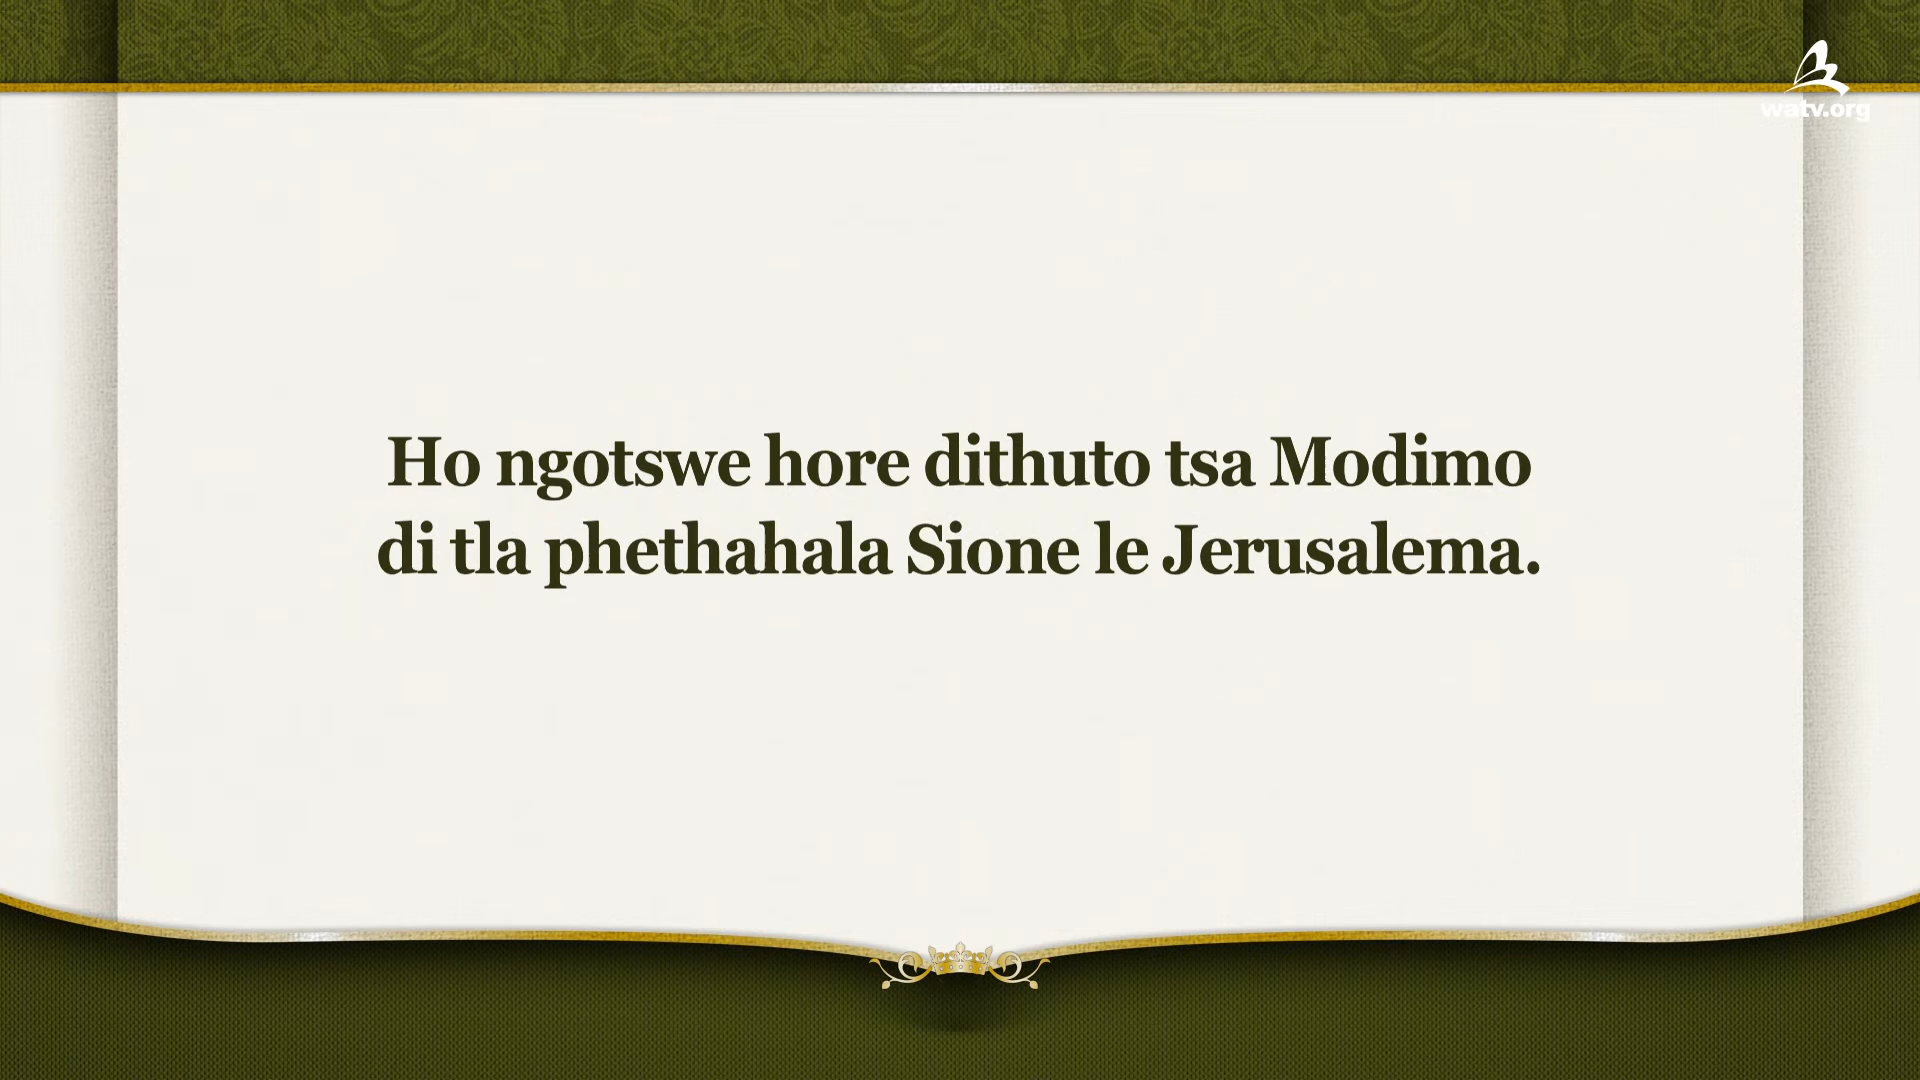 watv.org
Ho ngotswe hore dithuto tsa Modimo
di tla phethahala Sione le Jerusalema.